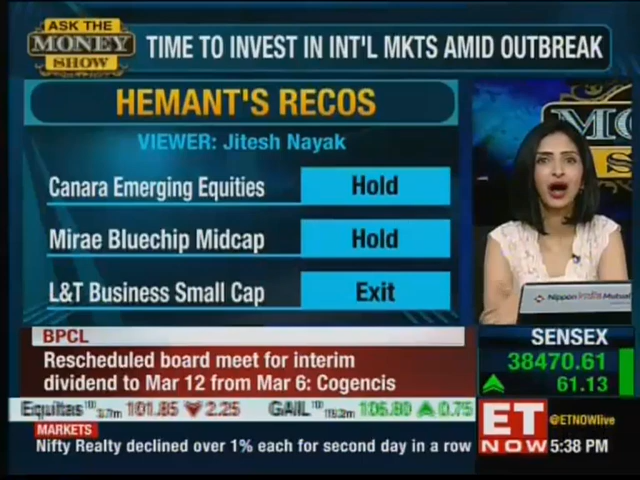 ASK THE
MONEY
SHOW
TIME TO INVEST IN INT'L MKTS AMID OUTBREAK
HEMANT'S RECOS
VIEWER: Jitesh Nayak
Canara Emerging Equities Hold
Mirae Bluechip Midcap Hold
L&T Business Small Cap Exit
Nippon India Mutual
BPCL
Rescheduled board meet for interim
dividend to Mar 12 from Mar 6: Cogencis
SENSEX
38470.61
61.13
Equitas 101.85 2.25 GAIL 106.80 0.75
MARKETS
Nifty Realty declined over 1% each for second day in a row
ET
NOW
@ETNOWlive
5:38 PM